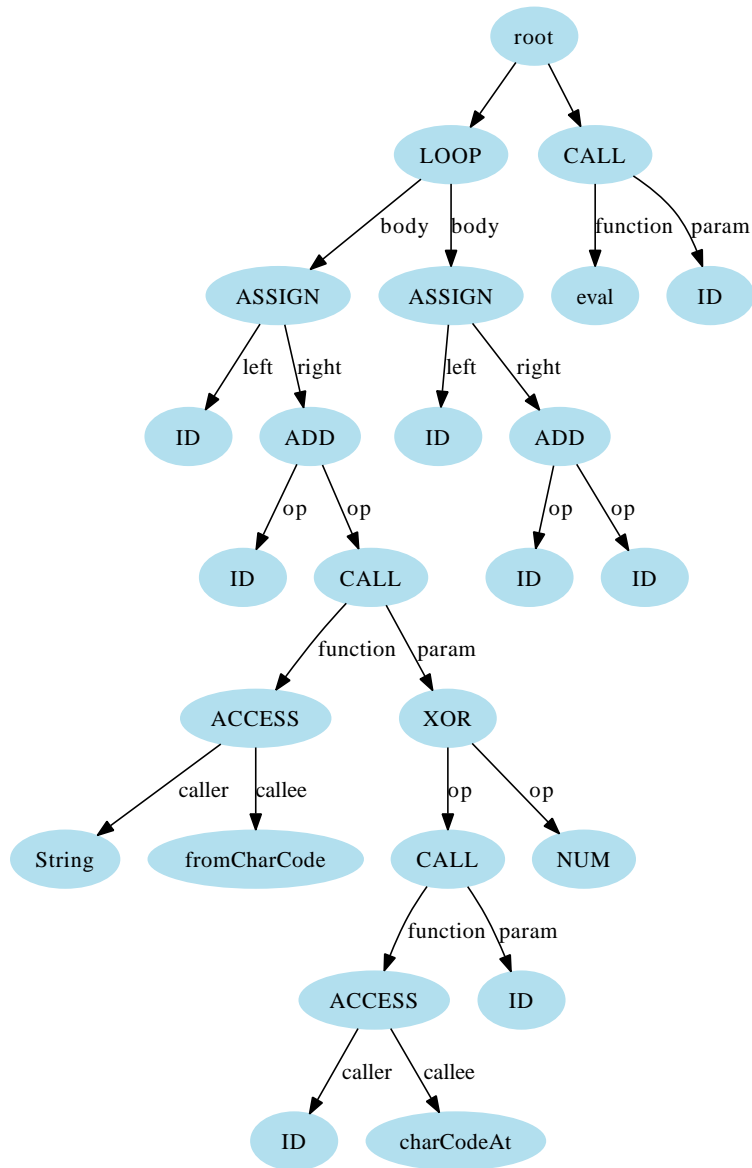 root
LOOP CALL
body body function param
ASSIGN ASSIGN eval ID
left right left right
ID ADD ID ADD
op op op op
ID CALL ID ID
function param
ACCESS XOR
caller callee op op
String fromCharCode CALL NUM
function param
ACCESS ID
caller callee
ID charCodeAt